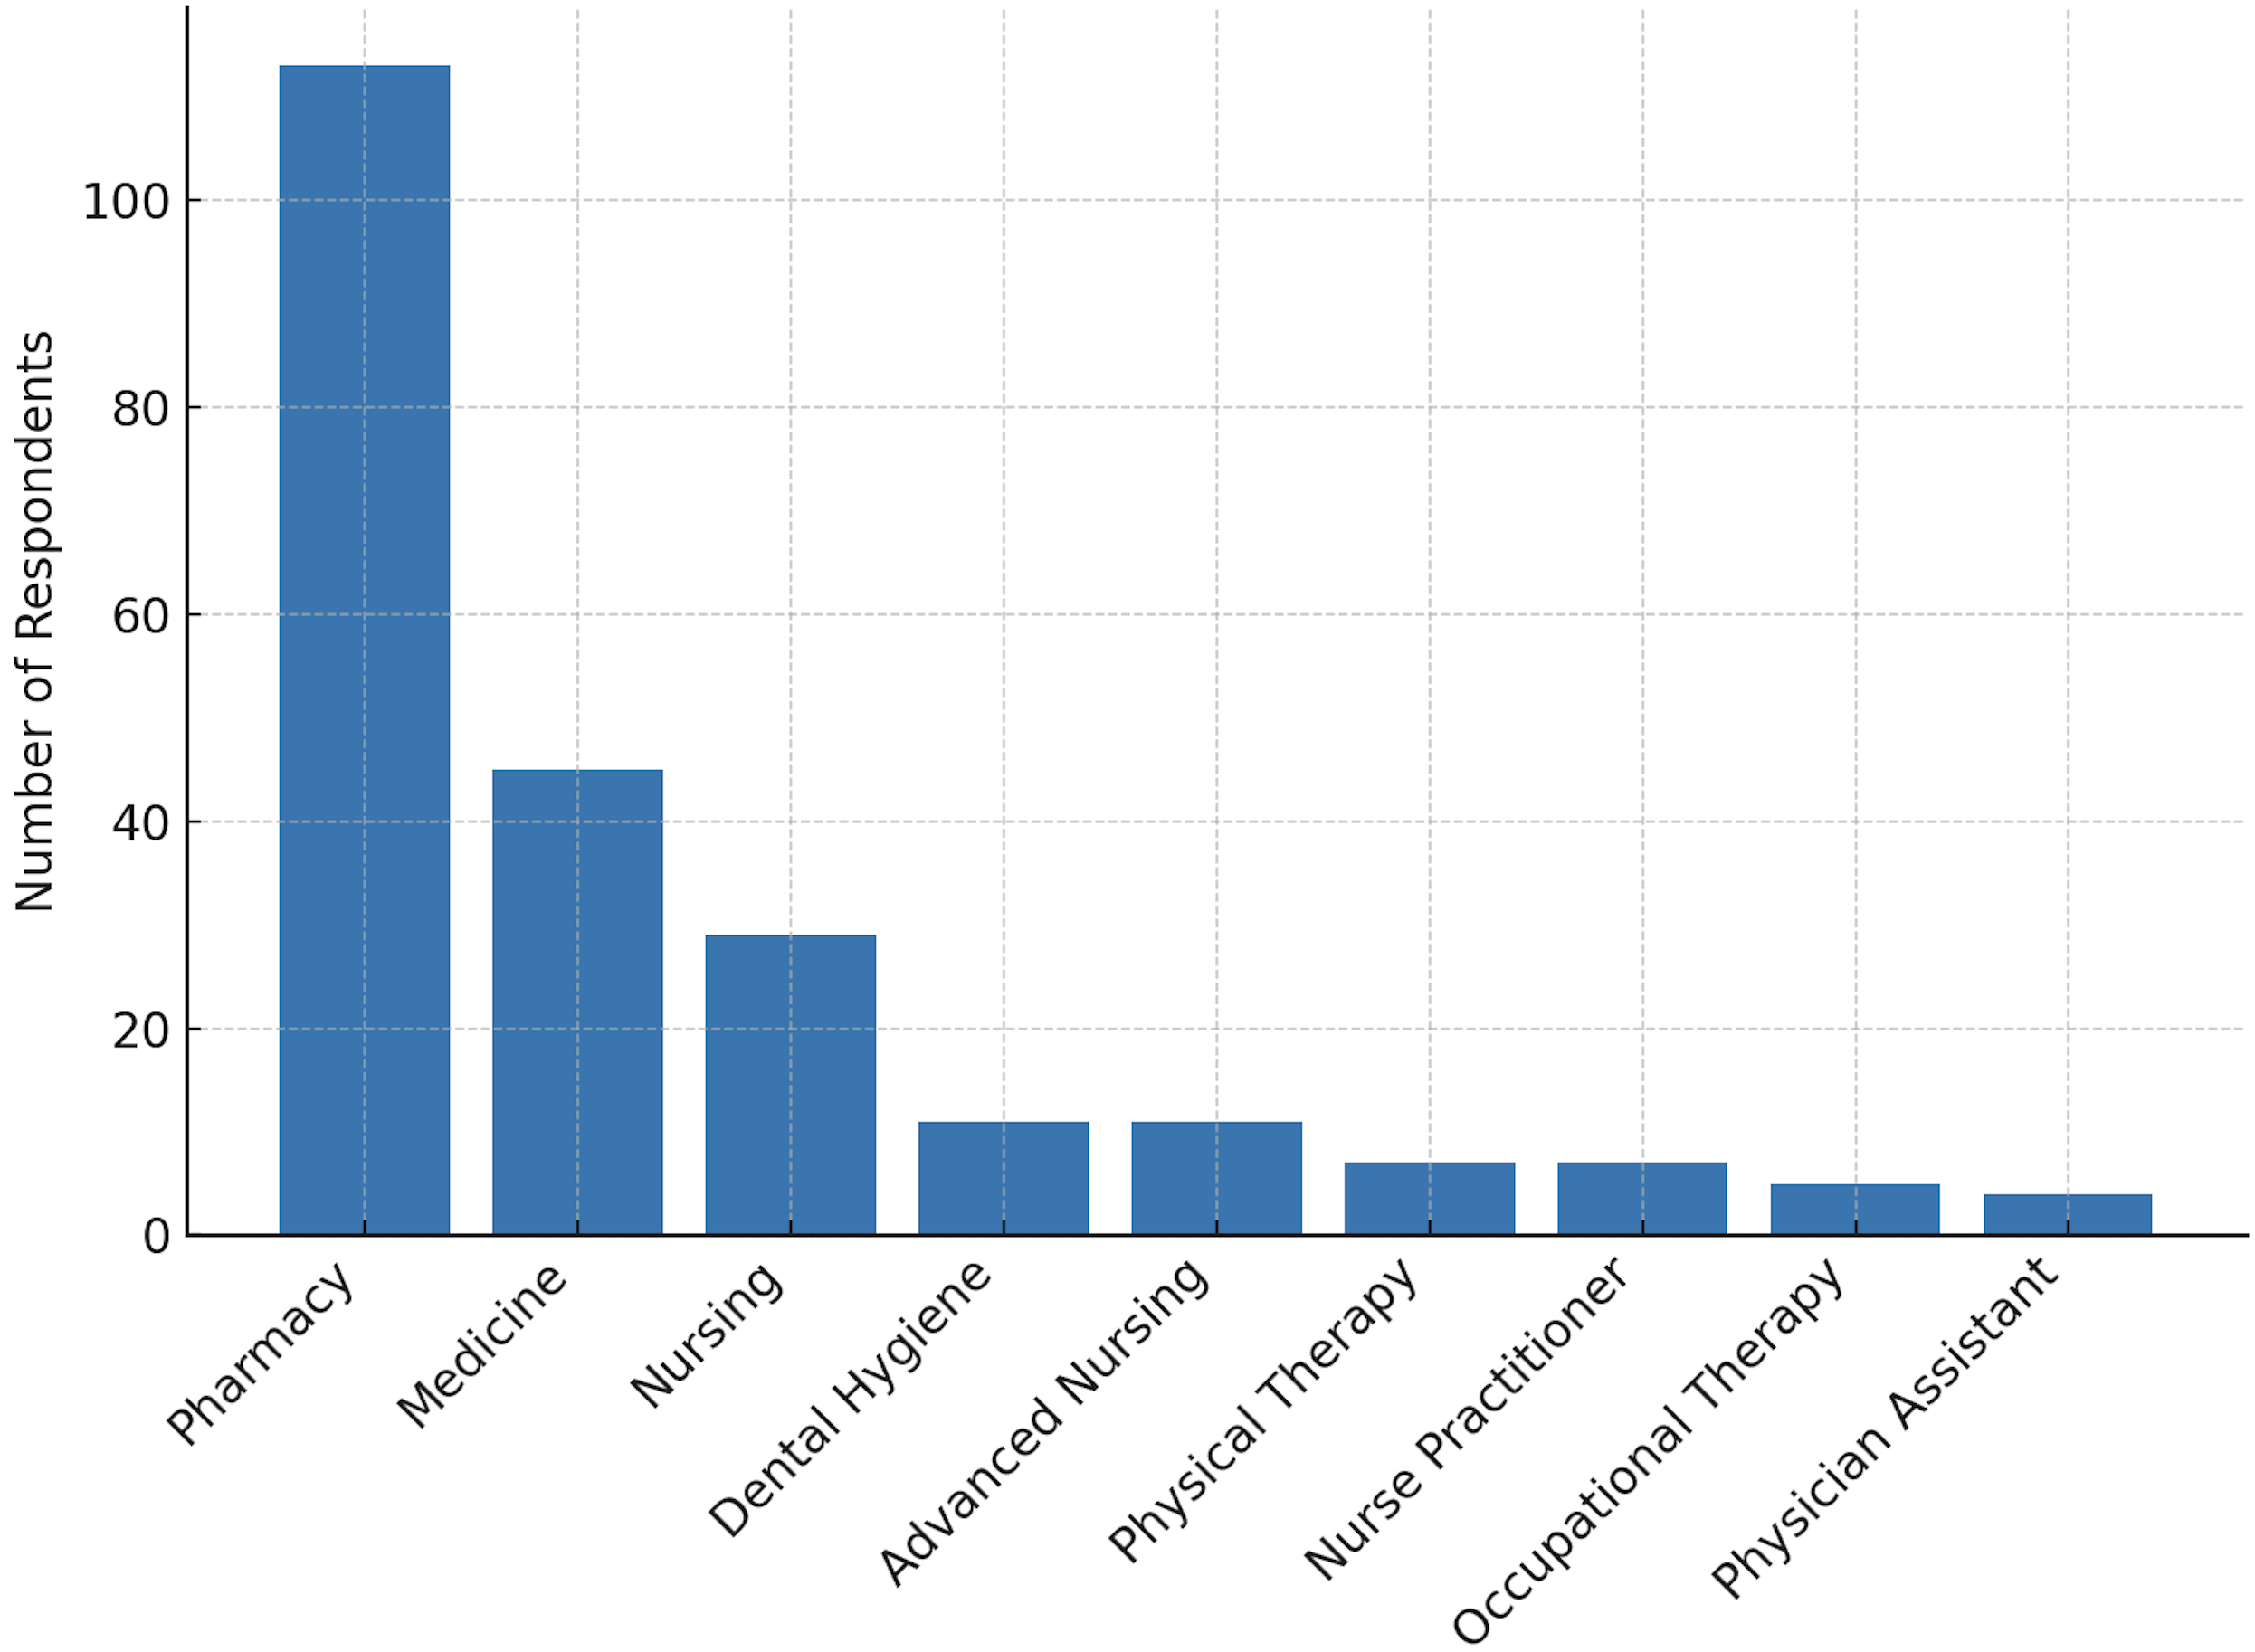 Number of Respondents
100
80
60
40
20
0
Pharmacy
Medicine
Nursing
Dental Hygiene
Advanced Nursing
Physical Therapy
Nurse Practitioner
Occupational Therapy
Physician Assistant